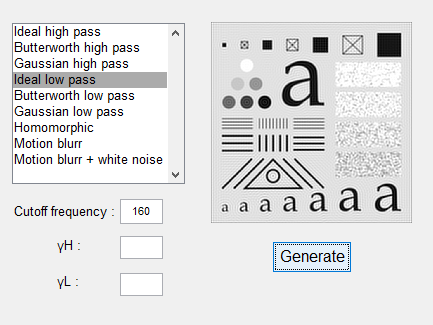 Ideal high pass
Butterworth high pass
Gaussian high pass
Ideal low pass
Butterworth low pass
Gaussian low pass
Homomorphic
Motion blurr
Motion blurr + white noise
Cutoff frequency : 160
γH :
γL :
a
a a a a a a a a
Generate